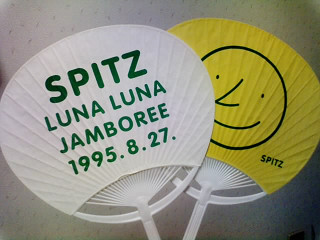 SPITZ
LUNA LUNA
JAMBOREE
1995.8.27.
SPITZ